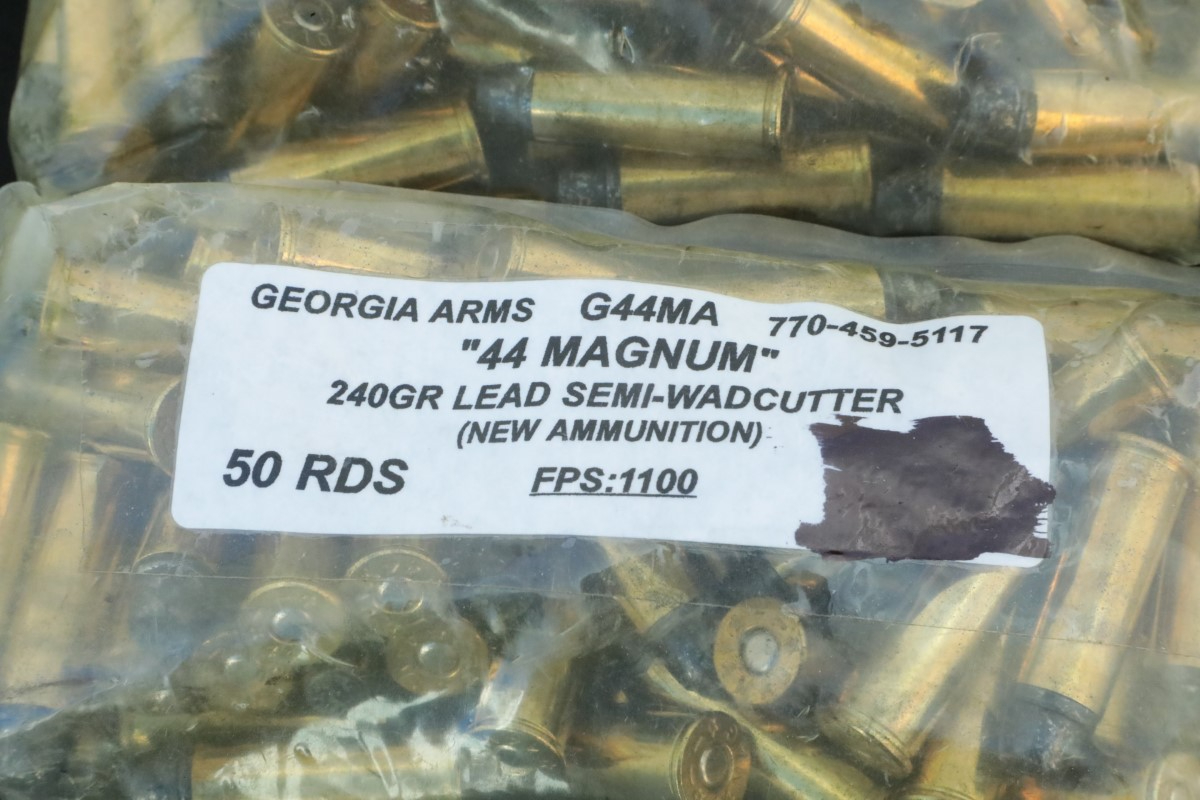 GEORGIA ARMS G44MA 770-459-5117
"44 MAGNUM"
240GR LEAD SEMI-WADCUTTER
(NEW AMMUNITION)
50 RDS FPS:1100